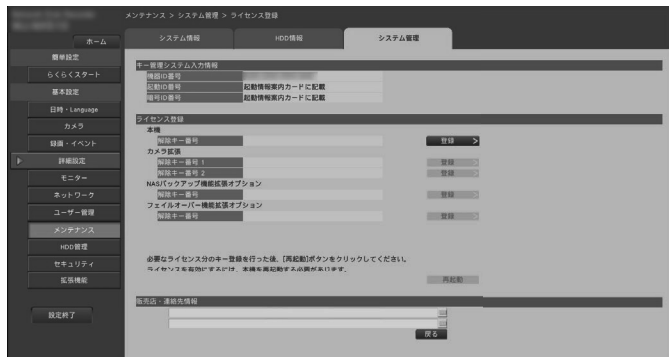 メンテナンス > システム管理 > ライセンス登録
ホーム
システム情報
HDD情報
システム管理
簡単設定
らくらくスタート
基本設定
日時・Language
カメラ
録画・イベント
詳細設定
モニター
ネットワーク
ユーザー管理
メンテナンス
HDD管理
セキュリティ
拡張機能
設定終了
キー管理システム入力情報
機器ID番号
起動ID番号 起動情報案内カードに記載
暗号ID番号 起動情報案内カードに記載
ライセンス登録
本機
解除キー番号 登録 >
カメラ拡張
解除キー番号 1 登録 >
解除キー番号 2 登録 >
NASバックアップ機能拡張オプション
解除キー番号 登録 >
フェイルオーバー機能拡張オプション
解除キー番号 登録 >
必要なライセンス分のキー登録を行った後、[再起動]ボタンをクリックしてください。
ライセンスを有効にするには、本機を再起動する必要があります。
再起動
販売店・連絡先情報
戻る